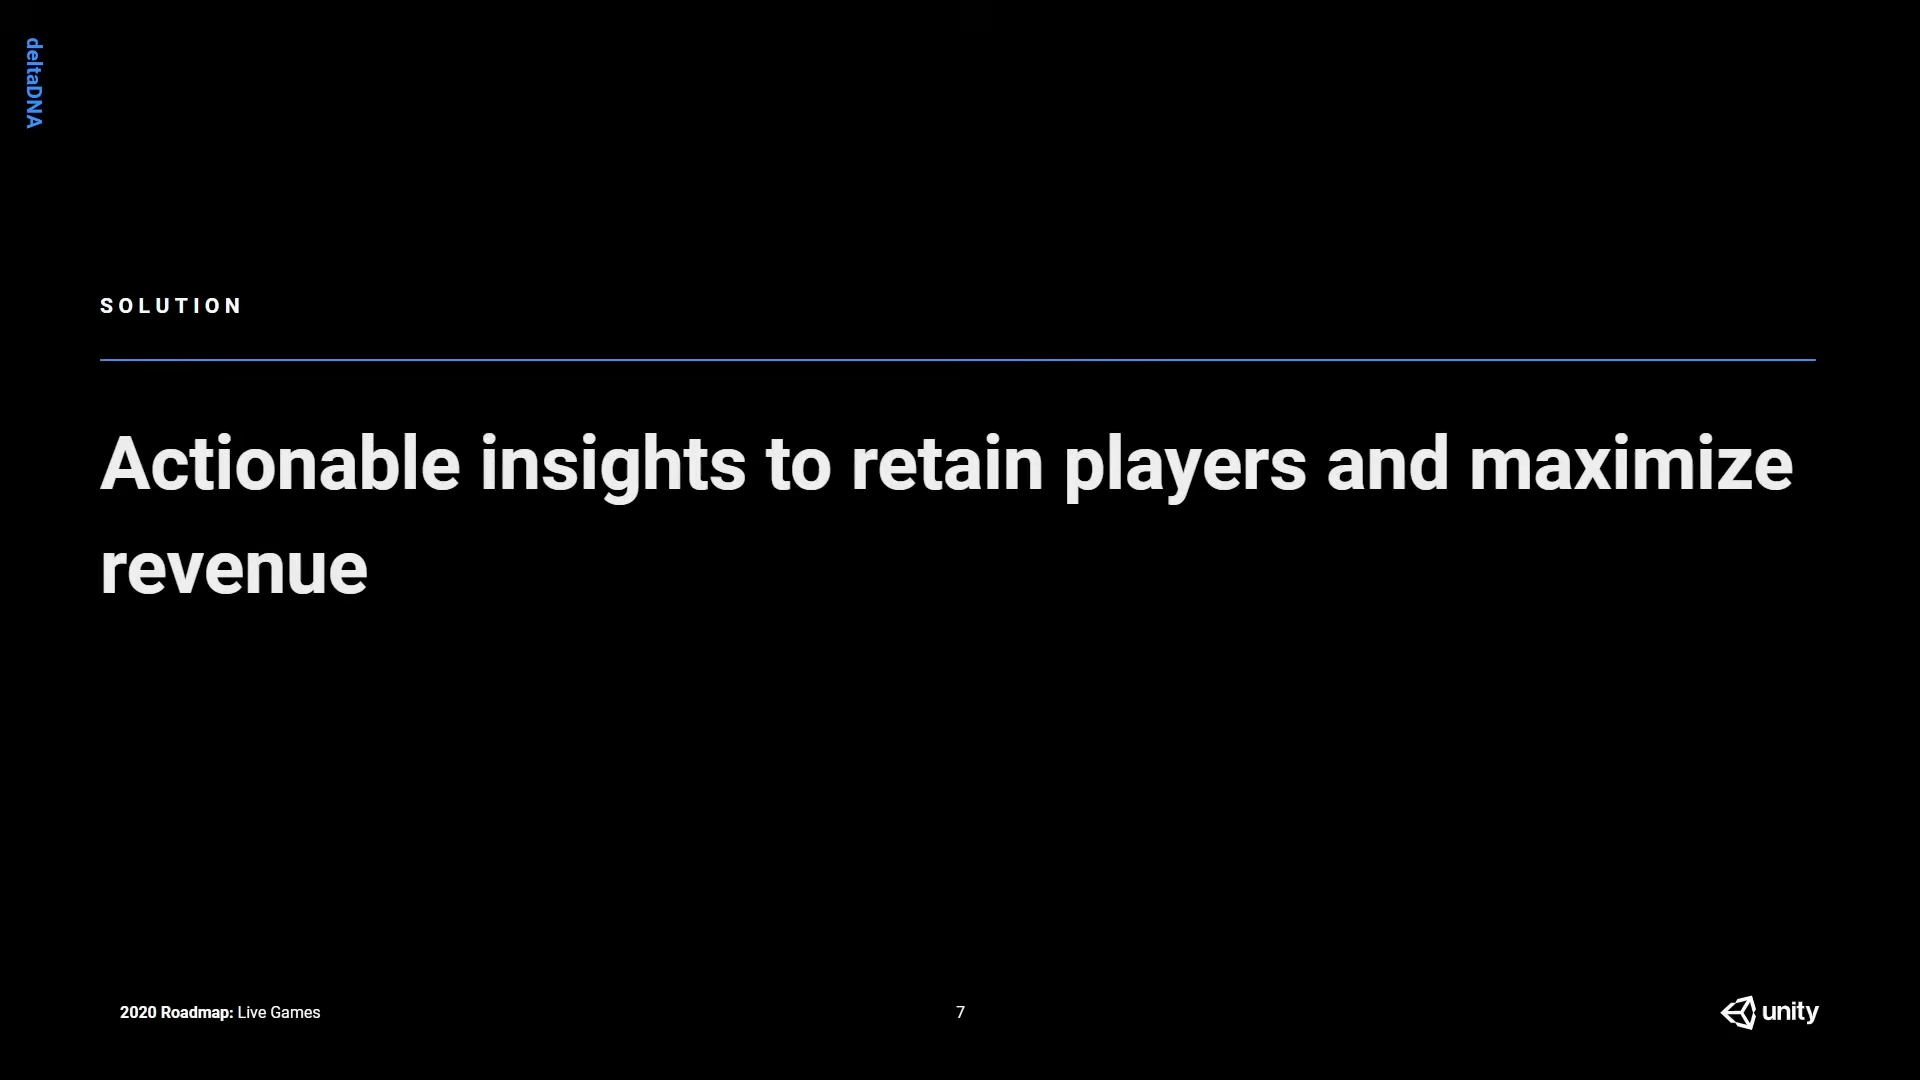 deltaDNA
SOLUTION
Actionable insights to retain players and maximize
revenue
2020 Roadmap: Live Games
7
unity